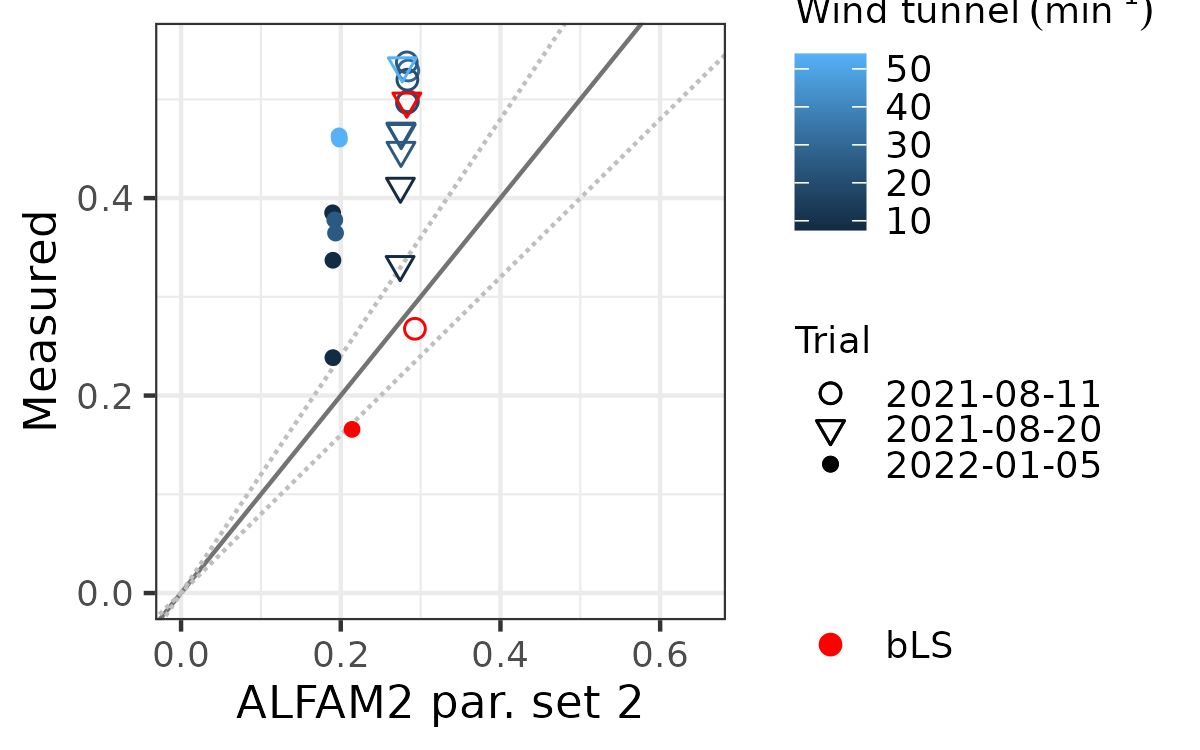 Wind tunnel (min⁻¹)
50
40
30
20
10
Measured
0.4
0.2
0.0
0.0 0.2 0.4 0.6
ALFAM2 par. set 2
Trial
2021-08-11
2021-08-20
2022-01-05
bLS